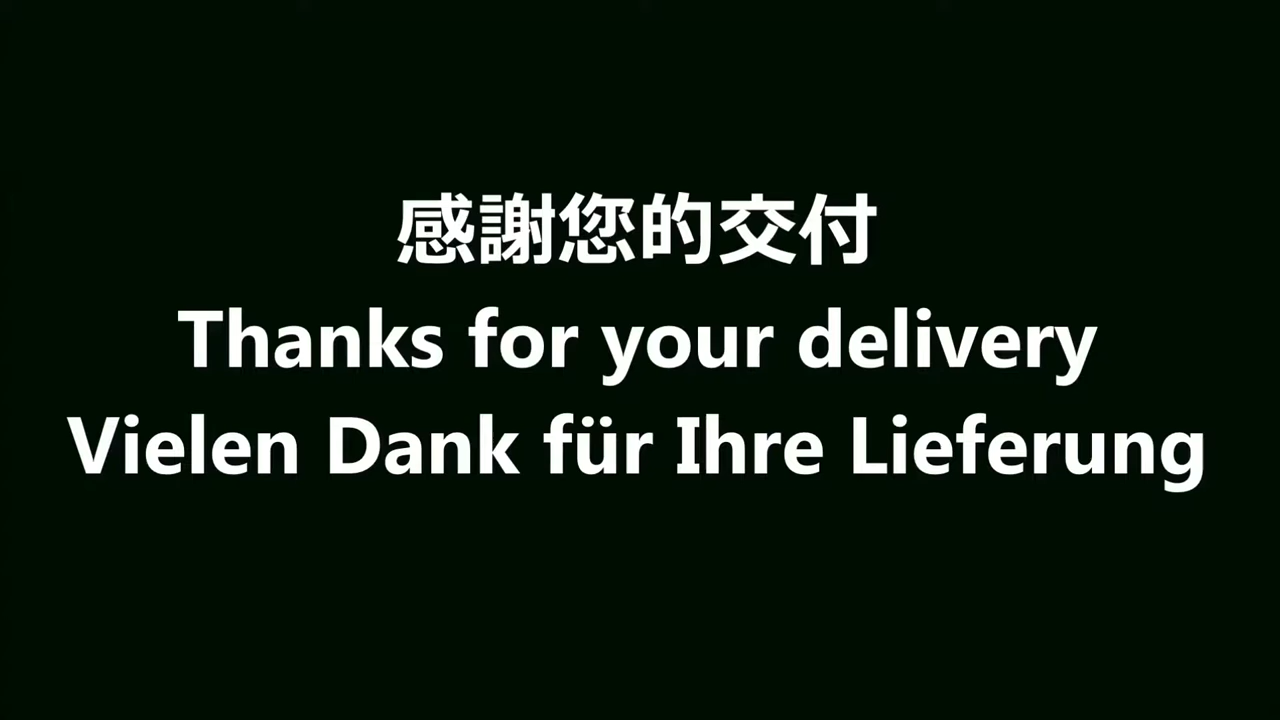 感謝您的交付
Thanks for your delivery
Vielen Dank für Ihre Lieferung